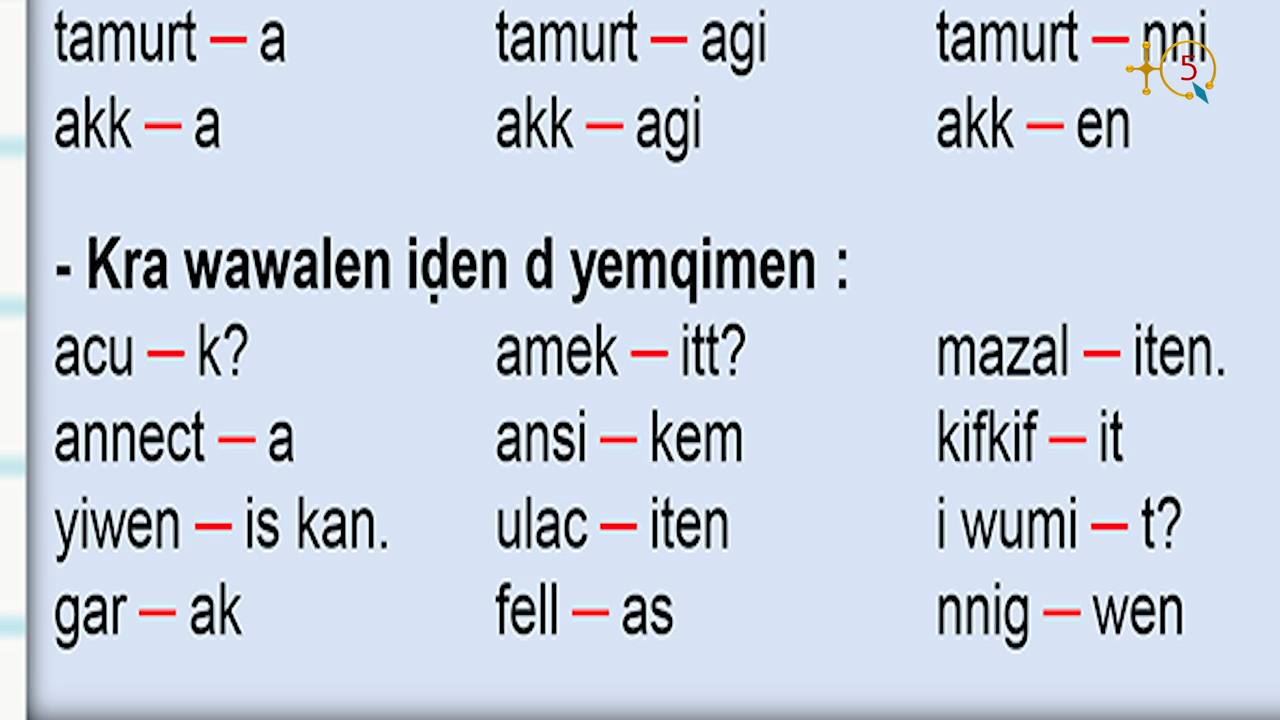 tamurt – a tamurt – agi tamurt – nni
5
akk – a akk – agi akk – en
- Kra wawalen iḍen d yemqimen :
acu – k? amek – itt? mazal – iten.
annect – a ansi – kem kifkif – it
yiwen – is kan. ulac – iten i wumi – t?
gar – ak fell – as nnig – wen